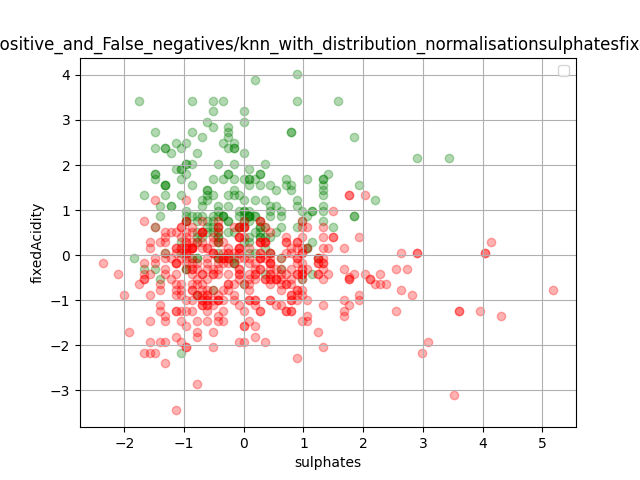 ositive_and_False_negatives/knn_with_distribution_normalisationsulphatesfix
4
3
2
1
0
−1
−2
−3
fixedAcidity
−2 −1 0 1 2 3 4 5
sulphates